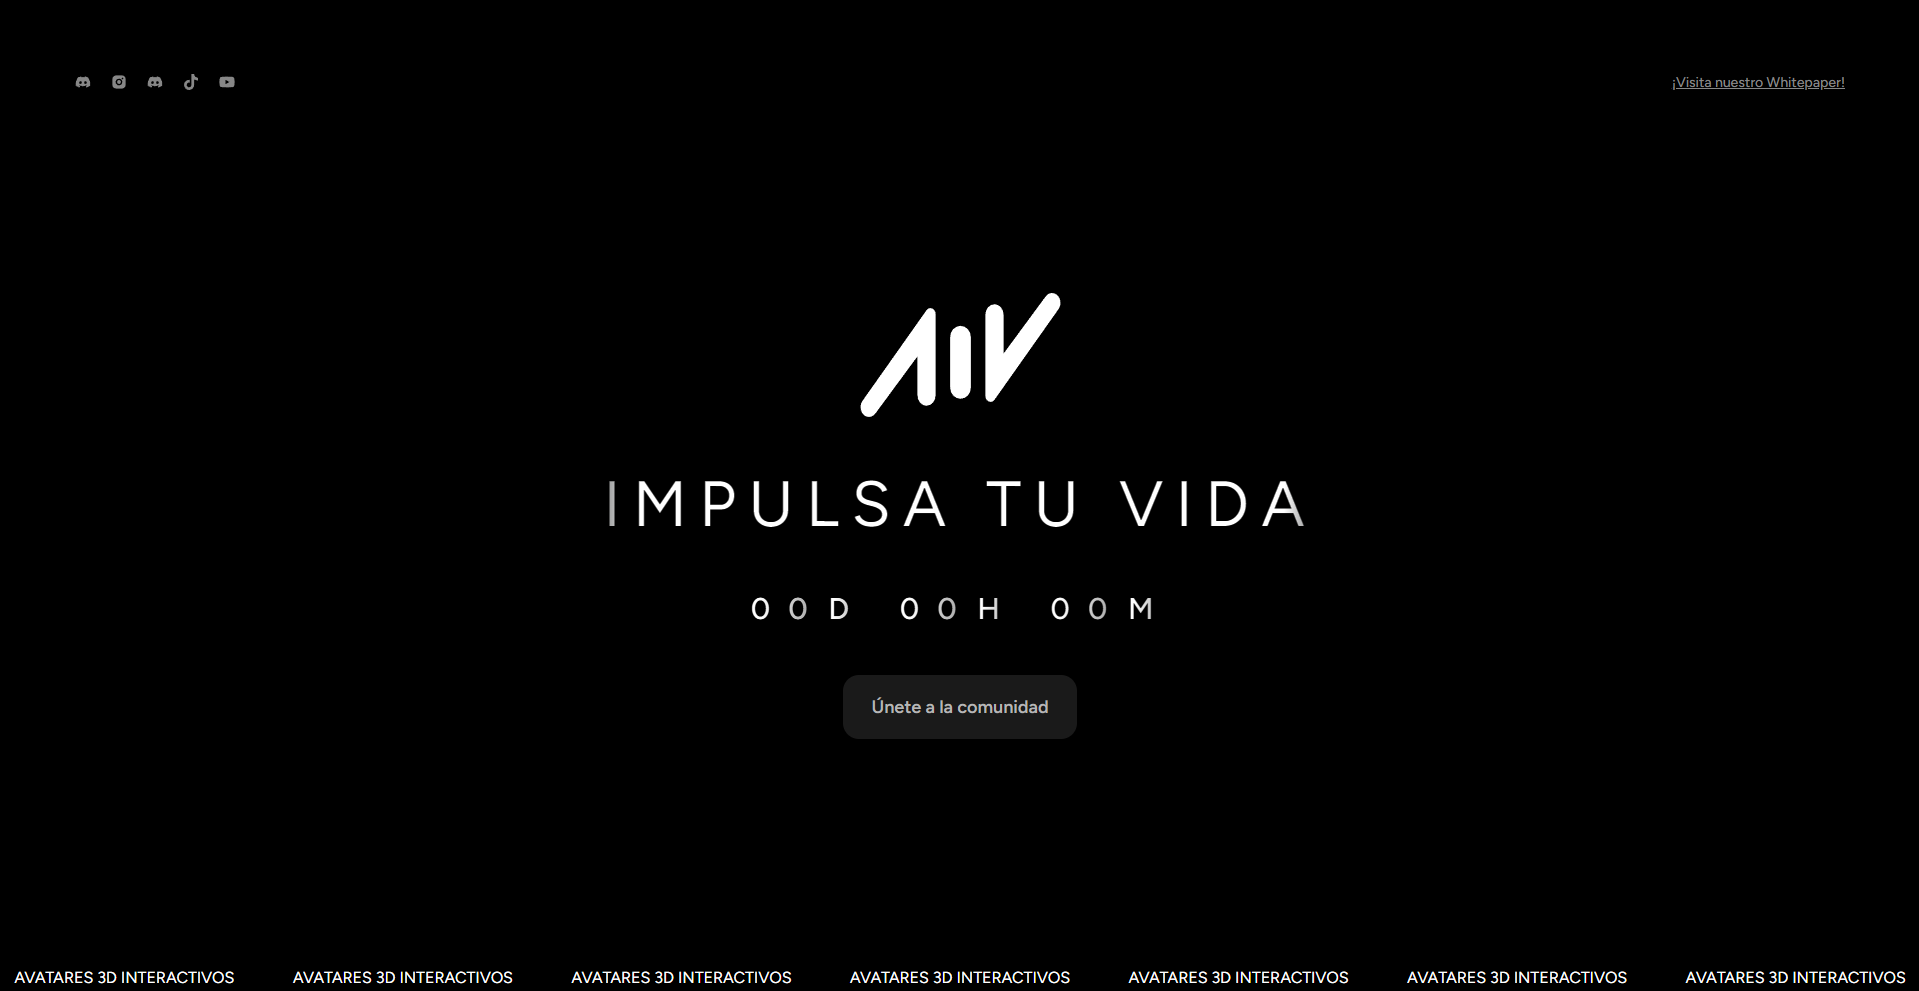 ¡Visita nuestro Whitepaper!
AIV
IMPULSA TU VIDA
00D 00H 00M
Únete a la comunidad
AVATARES 3D INTERACTIVOS AVATARES 3D INTERACTIVOS AVATARES 3D INTERACTIVOS AVATARES 3D INTERACTIVOS AVATARES 3D INTERACTIVOS AVATARES 3D INTERACTIVOS AVATARES 3D INTERACTIVOS